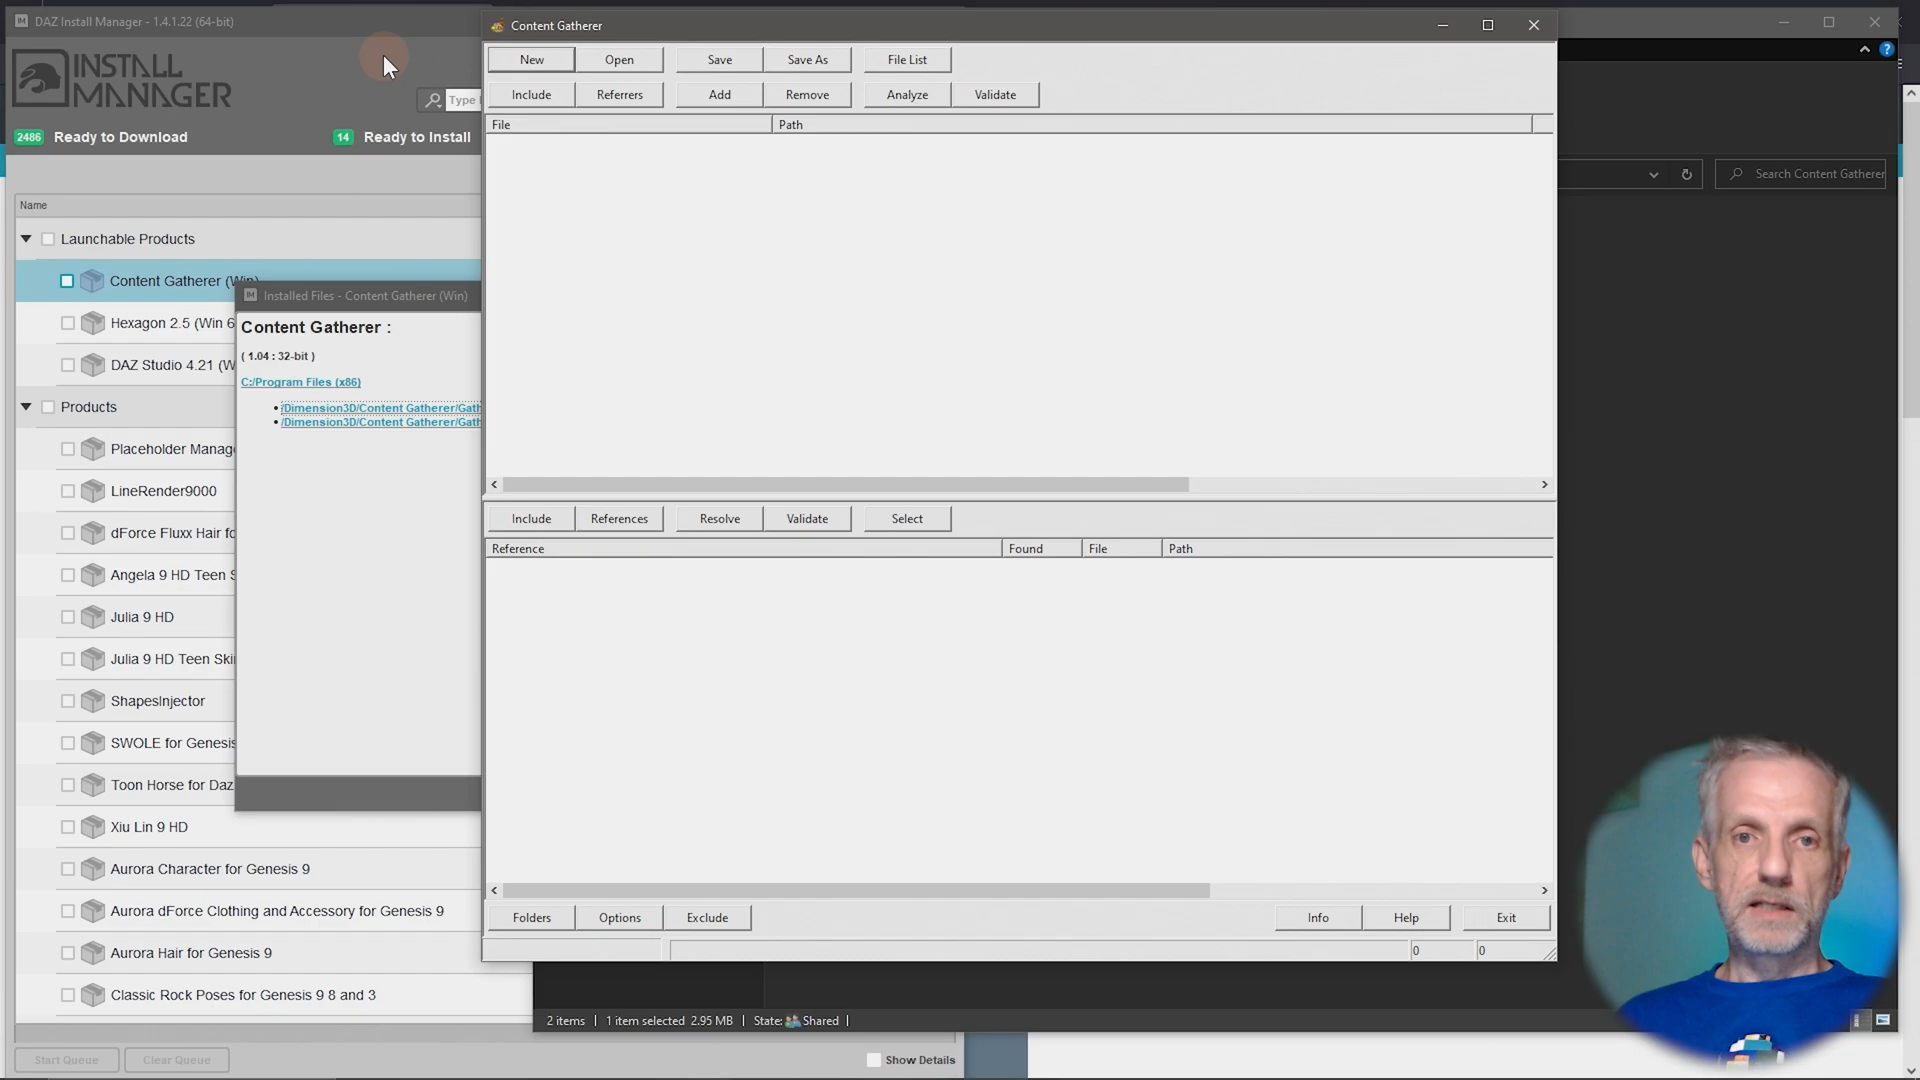 DAZ Install Manager - 1.4.1.22 (64-bit)
INSTALL
MANAGER
2486 Ready to Download
14 Ready to Install
Name
Launchable Products
Content Gatherer (Win)
Hexagon 2.5 (Win 6
DAZ Studio 4.21 (W
Products
Placeholder Manag
LineRender9000
dForce Fluxx Hair fo
Angela 9 HD Teen S
Julia 9 HD
Julia 9 HD Teen Ski
ShapesInjector
SWOLE for Genesis
Toon Horse for Daz
Xiu Lin 9 HD
Aurora Character for Genesis 9
Aurora dForce Clothing and Accessory for Genesis 9
Aurora Hair for Genesis 9
Classic Rock Poses for Genesis 9 8 and 3
Start Queue Clear Queue Show Details
Installed Files - Content Gatherer (Win)
Content Gatherer :
( 1.04 : 32-bit )
C:/Program Files (x86)
/Dimension3D/Content Gatherer/Gath
/Dimension3D/Content Gatherer/Gath
Content Gatherer
New Open Save Save As File List
Include Referrers Add Remove Analyze Validate
File Path
Include References Resolve Validate Select
Reference Found File Path
Folders Options Exclude Info Help Exit
0 0
Search Content Gatherer
2 items 1 item selected 2.95 MB State: Shared